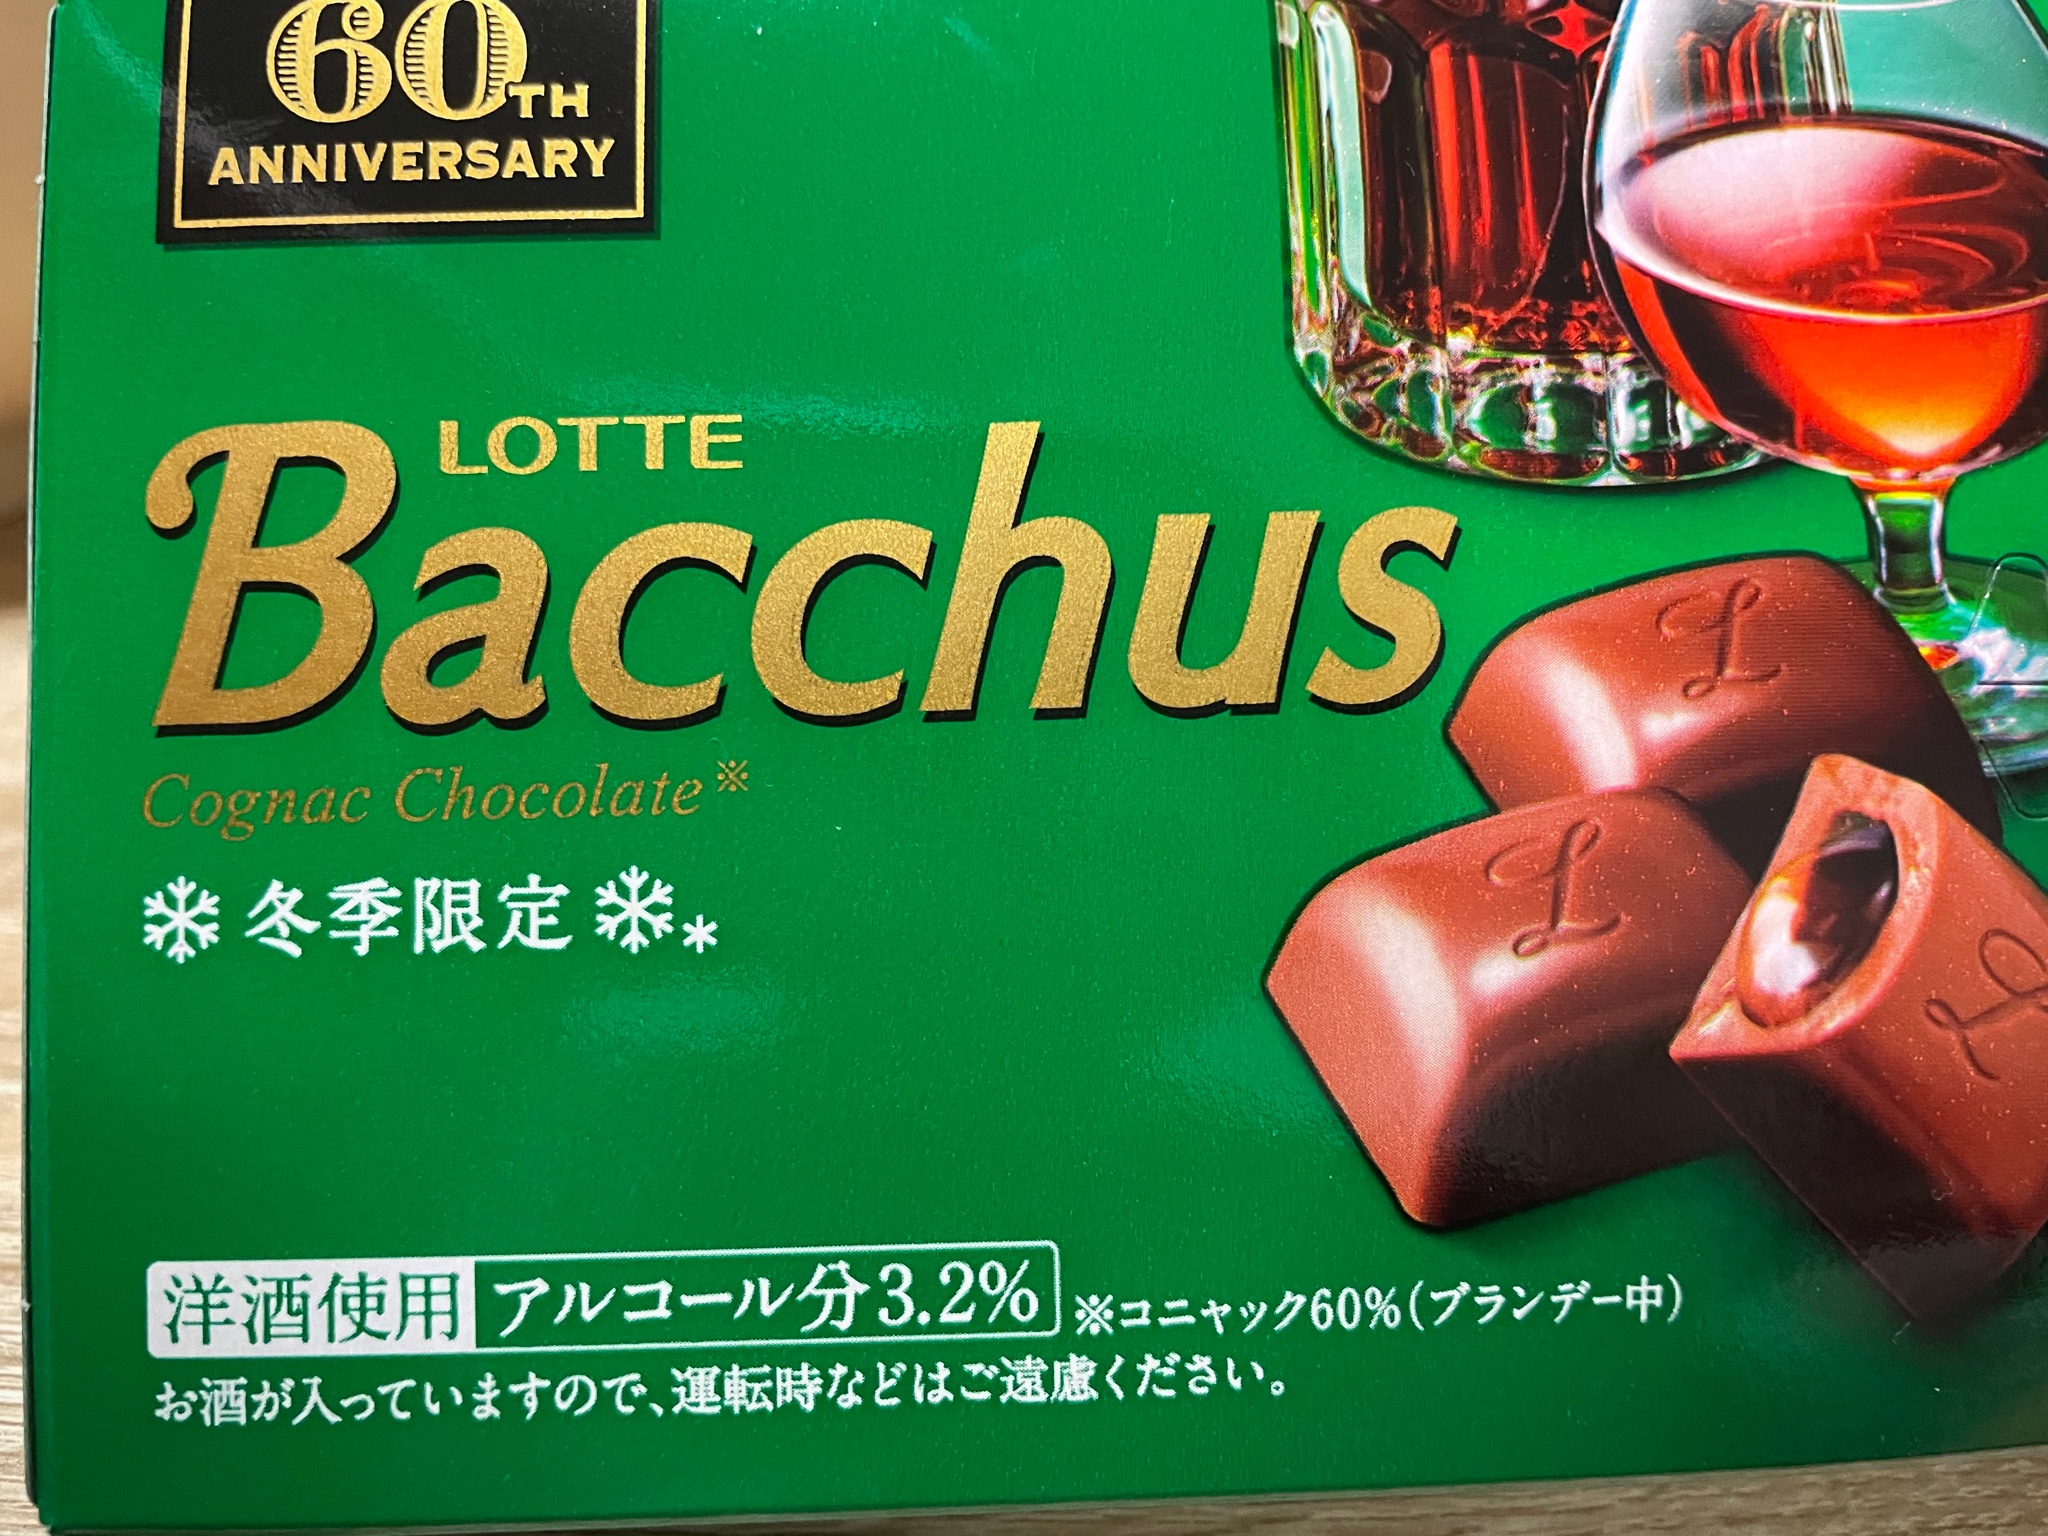 60TH
ANNIVERSARY
LOTTE
Bacchus
Cognac Chocolate※
冬季限定
洋酒使用 アルコール分3.2% ※コニャック60%(ブランデー中)
お酒が入っていますので、運転時などはご遠慮ください。
L
L
L